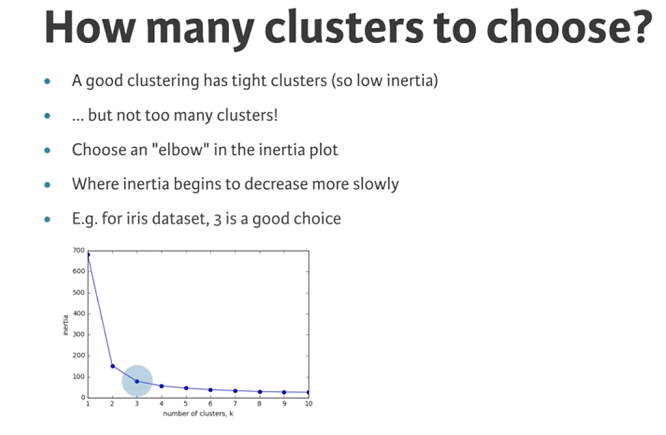 How many clusters to choose?
• A good clustering has tight clusters (so low inertia)
• ... but not too many clusters!
• Choose an "elbow" in the inertia plot
• Where inertia begins to decrease more slowly
• E.g. for iris dataset, 3 is a good choice
700
600
500
400
300
200
100
0
inertia
1 2 3 4 5 6 7 8 9 10
number of clusters, k